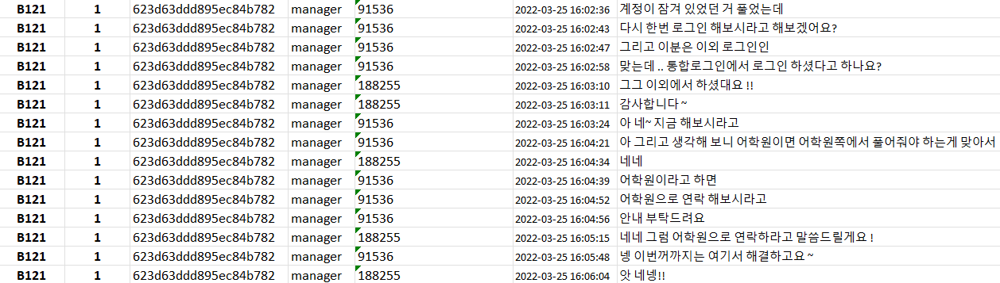 B121 1 623d63ddd895ec84b782 manager 91536 2022-03-25 16:02:36 계정이 잠겨 있었던 거 풀었는데
B121 1 623d63ddd895ec84b782 manager 91536 2022-03-25 16:02:43 다시 한번 로그인 해보시라고 해보겠어요?
B121 1 623d63ddd895ec84b782 manager 91536 2022-03-25 16:02:47 그리고 이분은 이외 로그인인
B121 1 623d63ddd895ec84b782 manager 91536 2022-03-25 16:02:58 맞는데 .. 통합로그인에서 로그인 하셨다고 하나요?
B121 1 623d63ddd895ec84b782 manager 188255 2022-03-25 16:03:10 그그 이외에서 하셨대요 !!
B121 1 623d63ddd895ec84b782 manager 188255 2022-03-25 16:03:11 감사합니다 ~
B121 1 623d63ddd895ec84b782 manager 91536 2022-03-25 16:03:24 아 네~ 지금 해보시라고
B121 1 623d63ddd895ec84b782 manager 91536 2022-03-25 16:04:21 아 그리고 생각해 보니 어학원이면 어학원쪽에서 풀어줘야 하는게 맞아서
B121 1 623d63ddd895ec84b782 manager 188255 2022-03-25 16:04:34 네네
B121 1 623d63ddd895ec84b782 manager 91536 2022-03-25 16:04:39 어학원이라고 하면
B121 1 623d63ddd895ec84b782 manager 91536 2022-03-25 16:04:52 어학원으로 연락 해보시라고
B121 1 623d63ddd895ec84b782 manager 91536 2022-03-25 16:04:56 안내 부탁드려요
B121 1 623d63ddd895ec84b782 manager 188255 2022-03-25 16:05:15 네네 그럼 어학원으로 연락하라고 말씀드릴게요 !
B121 1 623d63ddd895ec84b782 manager 91536 2022-03-25 16:05:48 넹 이번꺼까지는 여기서 해결하고요 ~
B121 1 623d63ddd895ec84b782 manager 188255 2022-03-25 16:06:04 앗 네넹!!